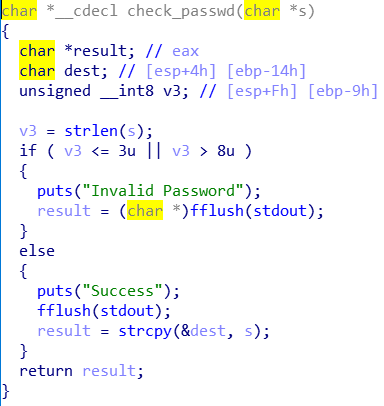 char *__cdecl check_passwd(char *s)
{
  char *result; // eax
  char dest; // [esp+4h] [ebp-14h]
  unsigned __int8 v3; // [esp+Fh] [ebp-9h]

  v3 = strlen(s);
  if ( v3 <= 3u || v3 > 8u )
  {
    puts("Invalid Password");
    result = (char *)fflush(stdout);
  }
  else
  {
    puts("Success");
    fflush(stdout);
    result = strcpy(&dest, s);
  }
  return result;
}